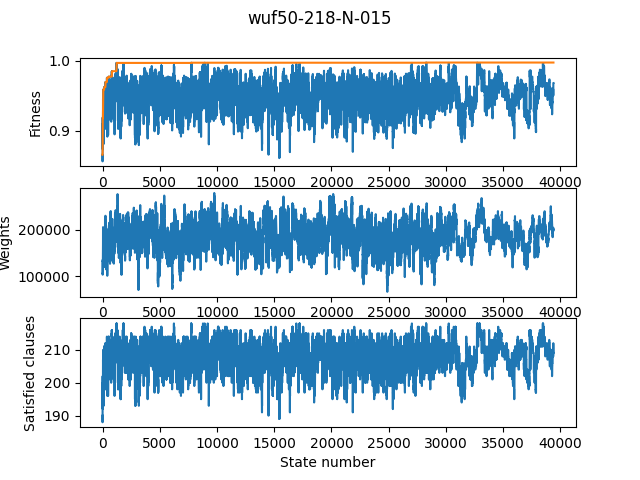 wuf50-218-N-015
1.0
0.9
Fitness
0 5000 10000 15000 20000 25000 30000 35000 40000
200000
100000
Weights
0 5000 10000 15000 20000 25000 30000 35000 40000
210
200
190
Satisfied clauses
0 5000 10000 15000 20000 25000 30000 35000 40000
State number